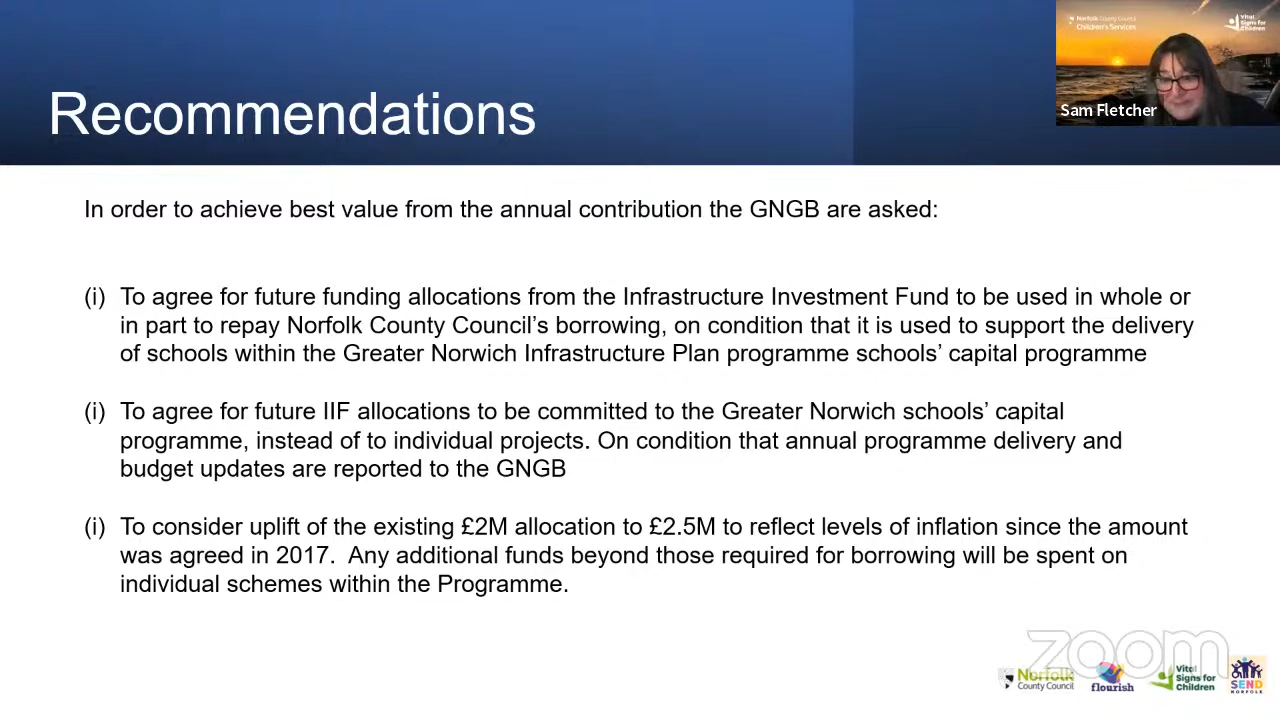 Recommendations
Norfolk County Council
Children's Services
Vital
Signs for
Children
Sam Fletcher
In order to achieve best value from the annual contribution the GNGB are asked:
(i) To agree for future funding allocations from the Infrastructure Investment Fund to be used in whole or
in part to repay Norfolk County Council’s borrowing, on condition that it is used to support the delivery
of schools within the Greater Norwich Infrastructure Plan programme schools’ capital programme
(i) To agree for future IIF allocations to be committed to the Greater Norwich schools’ capital
programme, instead of to individual projects. On condition that annual programme delivery and
budget updates are reported to the GNGB
(i) To consider uplift of the existing £2M allocation to £2.5M to reflect levels of inflation since the amount
was agreed in 2017. Any additional funds beyond those required for borrowing will be spent on
individual schemes within the Programme.
zoom
Norfolk
County Council
flourish
Vital
Signs for
Children
SEND
NORFOLK